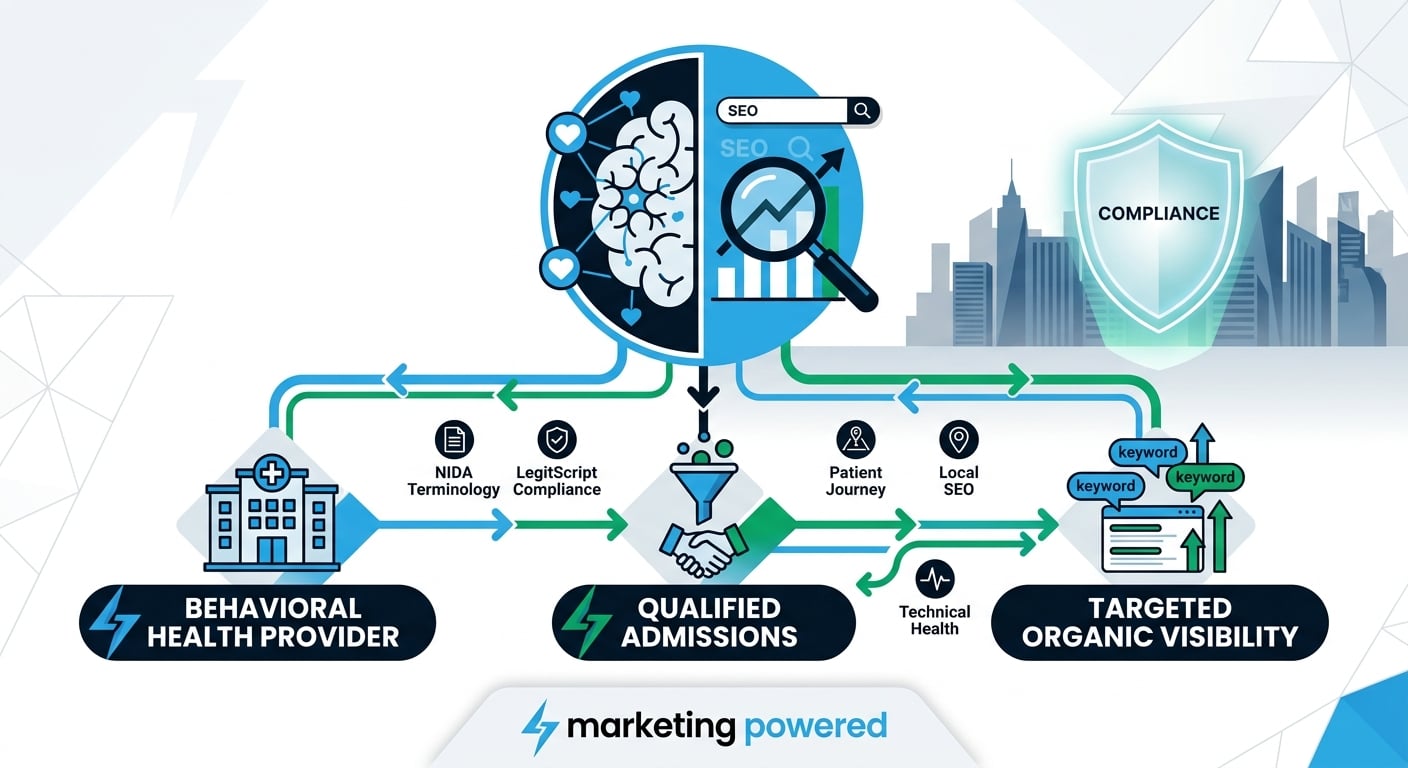 SEO
SEO
COMPLIANCE
NIDA
Terminology
LegitScript
Compliance
Patient
Journey
Local
SEO
keyword
keyword
keyword
Technical
Health
BEHAVIORAL
HEALTH PROVIDER
QUALIFIED
ADMISSIONS
TARGETED
ORGANIC VISIBILITY
marketing powered